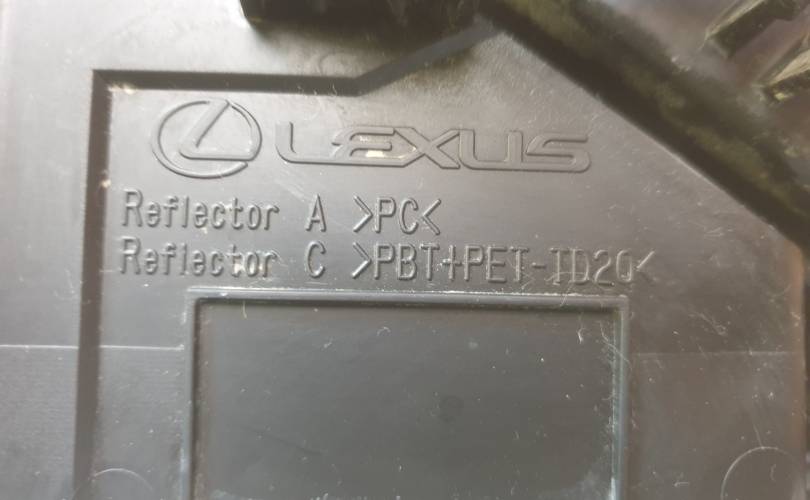 LEXUS
Reflector A >PC<
Reflector C >PBT+PET-TD20<